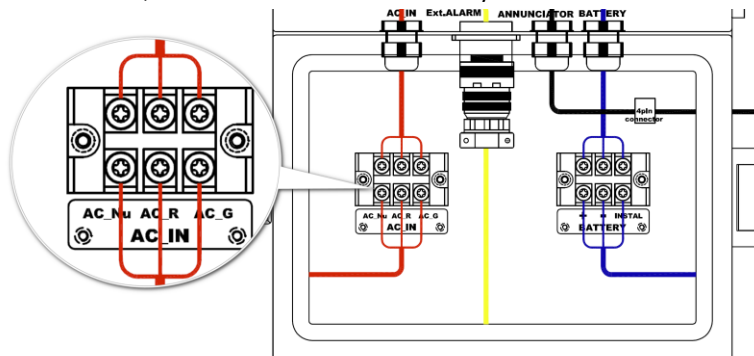 AC_IN Ext.ALARM ANNUNCIATOR BATTERY
4pin
connector
AC_Nu AC_R AC_G
AC_IN
AC_Nu AC_R AC_G
AC_IN
+ - INSTAL
BATTERY